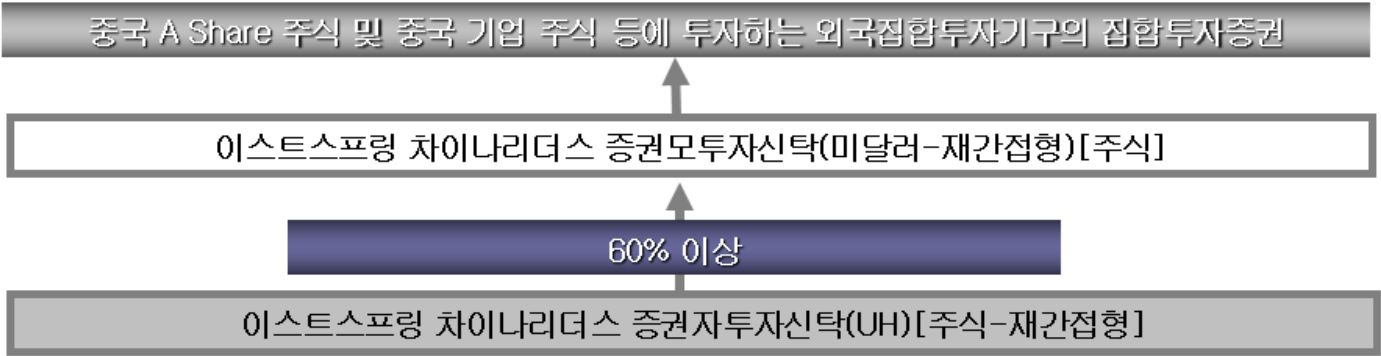 중국 A Share 주식 및 중국 기업 주식 등에 투자하는 외국집합투자기구의 집합투자증권
이스트스프링 차이나리더스 증권모투자신탁(미달러-재간접형)[주식]
60% 이상
이스트스프링 차이나리더스 증권자투자신탁(UH)[주식-재간접형]